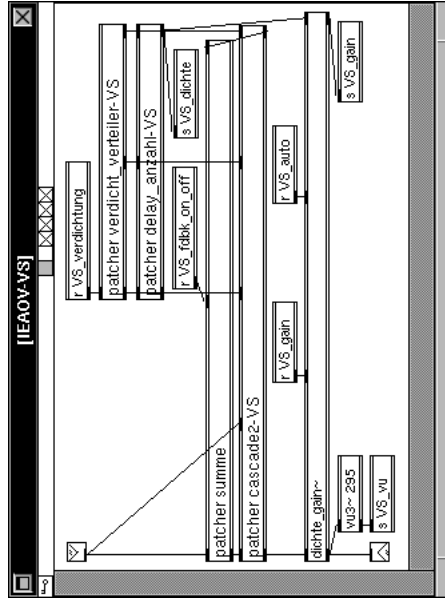 [IEAOV-VS]
r VS_verdichtung
patcher verdicht_verteiler-VS
patcher delay_anzahl-VS
s VS_dichte
r VS_fdbk_on_off
patcher summe
patcher cascade2-VS
r VS_gain
r VS_auto
dichte_gain~
s VS_gain
vu3~ 295
s VS_vu